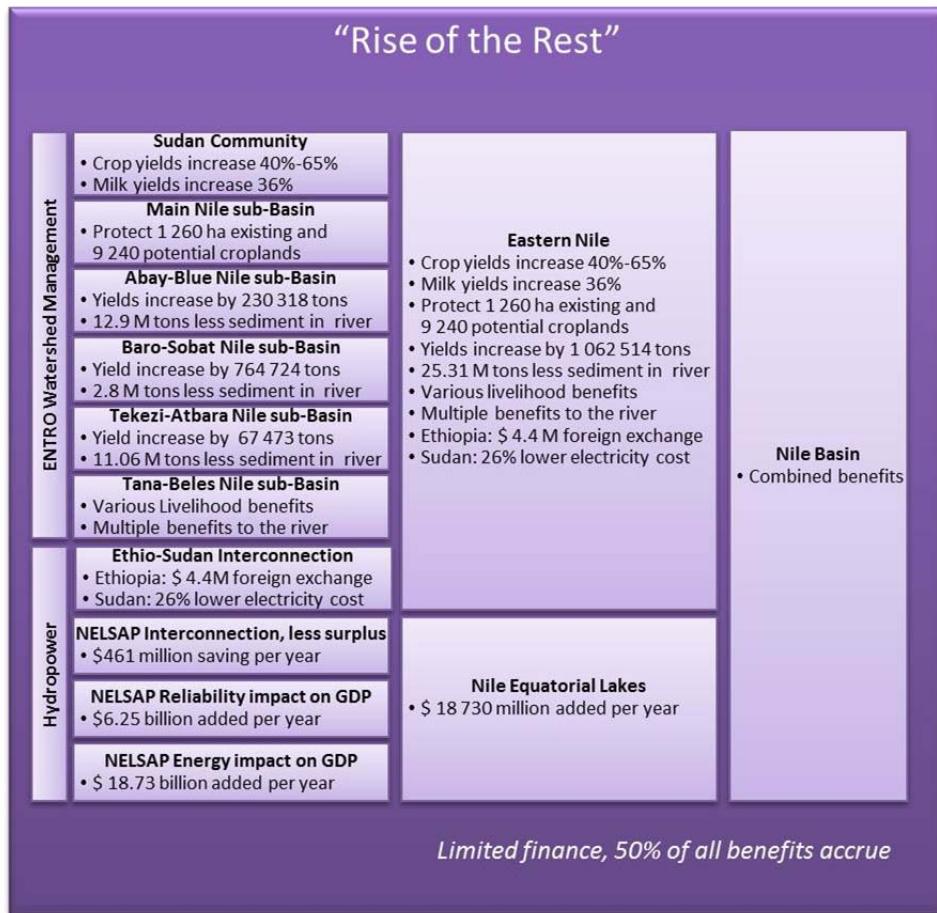 “Rise of the Rest”
ENTRO Watershed Management
Sudan Community
• Crop yields increase 40%-65%
• Milk yields increase 36%
Main Nile sub-Basin
• Protect 1 260 ha existing and
9 240 potential croplands
Abay-Blue Nile sub-Basin
• Yields increase by 230 318 tons
• 12.9 M tons less sediment in river
Baro-Sobat Nile sub-Basin
• Yield increase by 764 724 tons
• 2.8 M tons less sediment in river
Tekezi-Atbara Nile sub-Basin
• Yield increase by 67 473 tons
• 11.06 M tons less sediment in river
Tana-Beles Nile sub-Basin
• Various Livelihood benefits
• Multiple benefits to the river
Hydropower
Ethio-Sudan Interconnection
• Ethiopia: $ 4.4M foreign exchange
• Sudan: 26% lower electricity cost
NELSAP Interconnection, less surplus
• $461 million saving per year
NELSAP Reliability impact on GDP
• $6.25 billion added per year
NELSAP Energy impact on GDP
• $ 18.73 billion added per year
Eastern Nile
• Crop yields increase 40%-65%
• Milk yields increase 36%
• Protect 1 260 ha existing and
9 240 potential croplands
• Yields increase by 1 062 514 tons
• 25.31 M tons less sediment in river
• Various livelihood benefits
• Multiple benefits to the river
• Ethiopia: $ 4.4 M foreign exchange
• Sudan: 26% lower electricity cost
Nile Equatorial Lakes
• $ 18 730 million added per year
Nile Basin
• Combined benefits
Limited finance, 50% of all benefits accrue